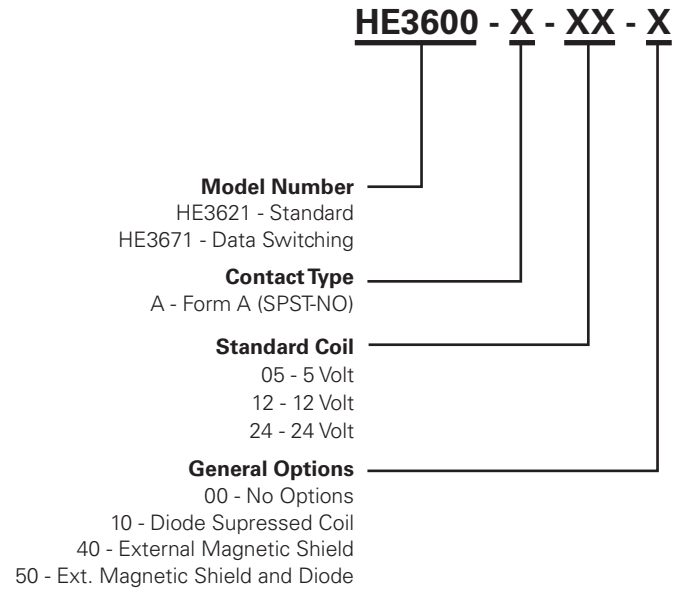 HE3600 - X - XX - X
Model Number
HE3621 - Standard
HE3671 - Data Switching
Contact Type
A - Form A (SPST-NO)
Standard Coil
05 - 5 Volt
12 - 12 Volt
24 - 24 Volt
General Options
00 - No Options
10 - Diode Supressed Coil
40 - External Magnetic Shield
50 - Ext. Magnetic Shield and Diode